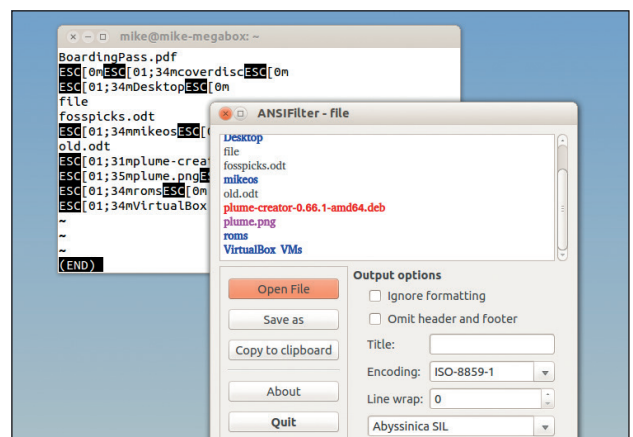 mike@mike-megabox: ~
BoardingPass.pdf
ESC[0mESC[01;34mcoverdiscESC[0m
ESC[01;34mDesktopESC[0m
file
fosspicks.odt
ESC[01;34mmikeosESC[
old.odt
ESC[01;31mplume-crea
ESC[01;35mplume.png
ESC[01;34mromsESC[0m
ESC[01;34mVirtualBox
~
~
~
(END)
ANSIFilter - file
Desktop
file
fosspicks.odt
mikeos
old.odt
plume-creator-0.66.1-amd64.deb
plume.png
roms
VirtualBox VMs
Open File
Save as
Copy to clipboard
About
Quit
Output options
Ignore formatting
Omit header and footer
Title:
Encoding: ISO-8859-1
Line wrap: 0
Abyssinica SIL